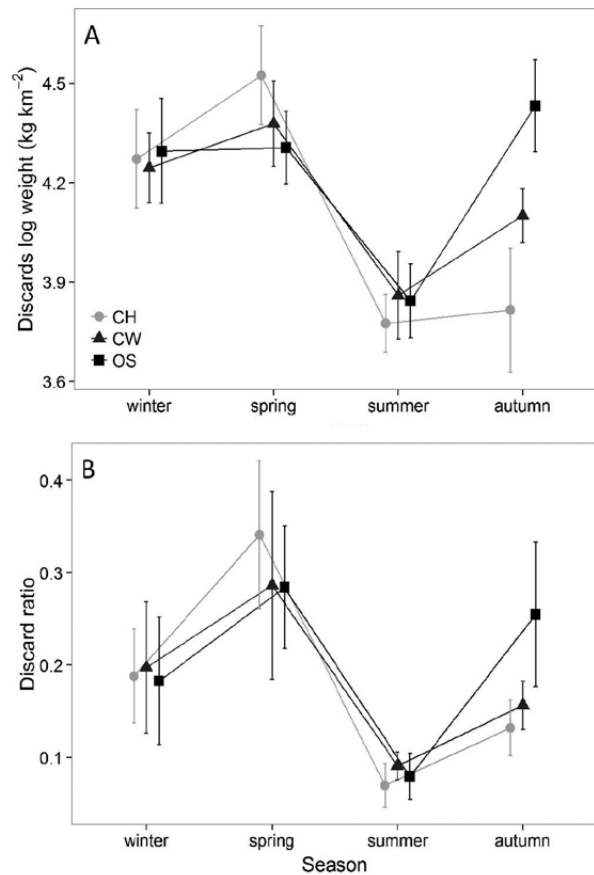 A
Discards log weight (kg km⁻²)
4.5
4.2
3.9
3.6
CH
CW
OS
winter spring summer autumn
B
Discard ratio
0.4
0.3
0.2
0.1
winter spring summer autumn
Season